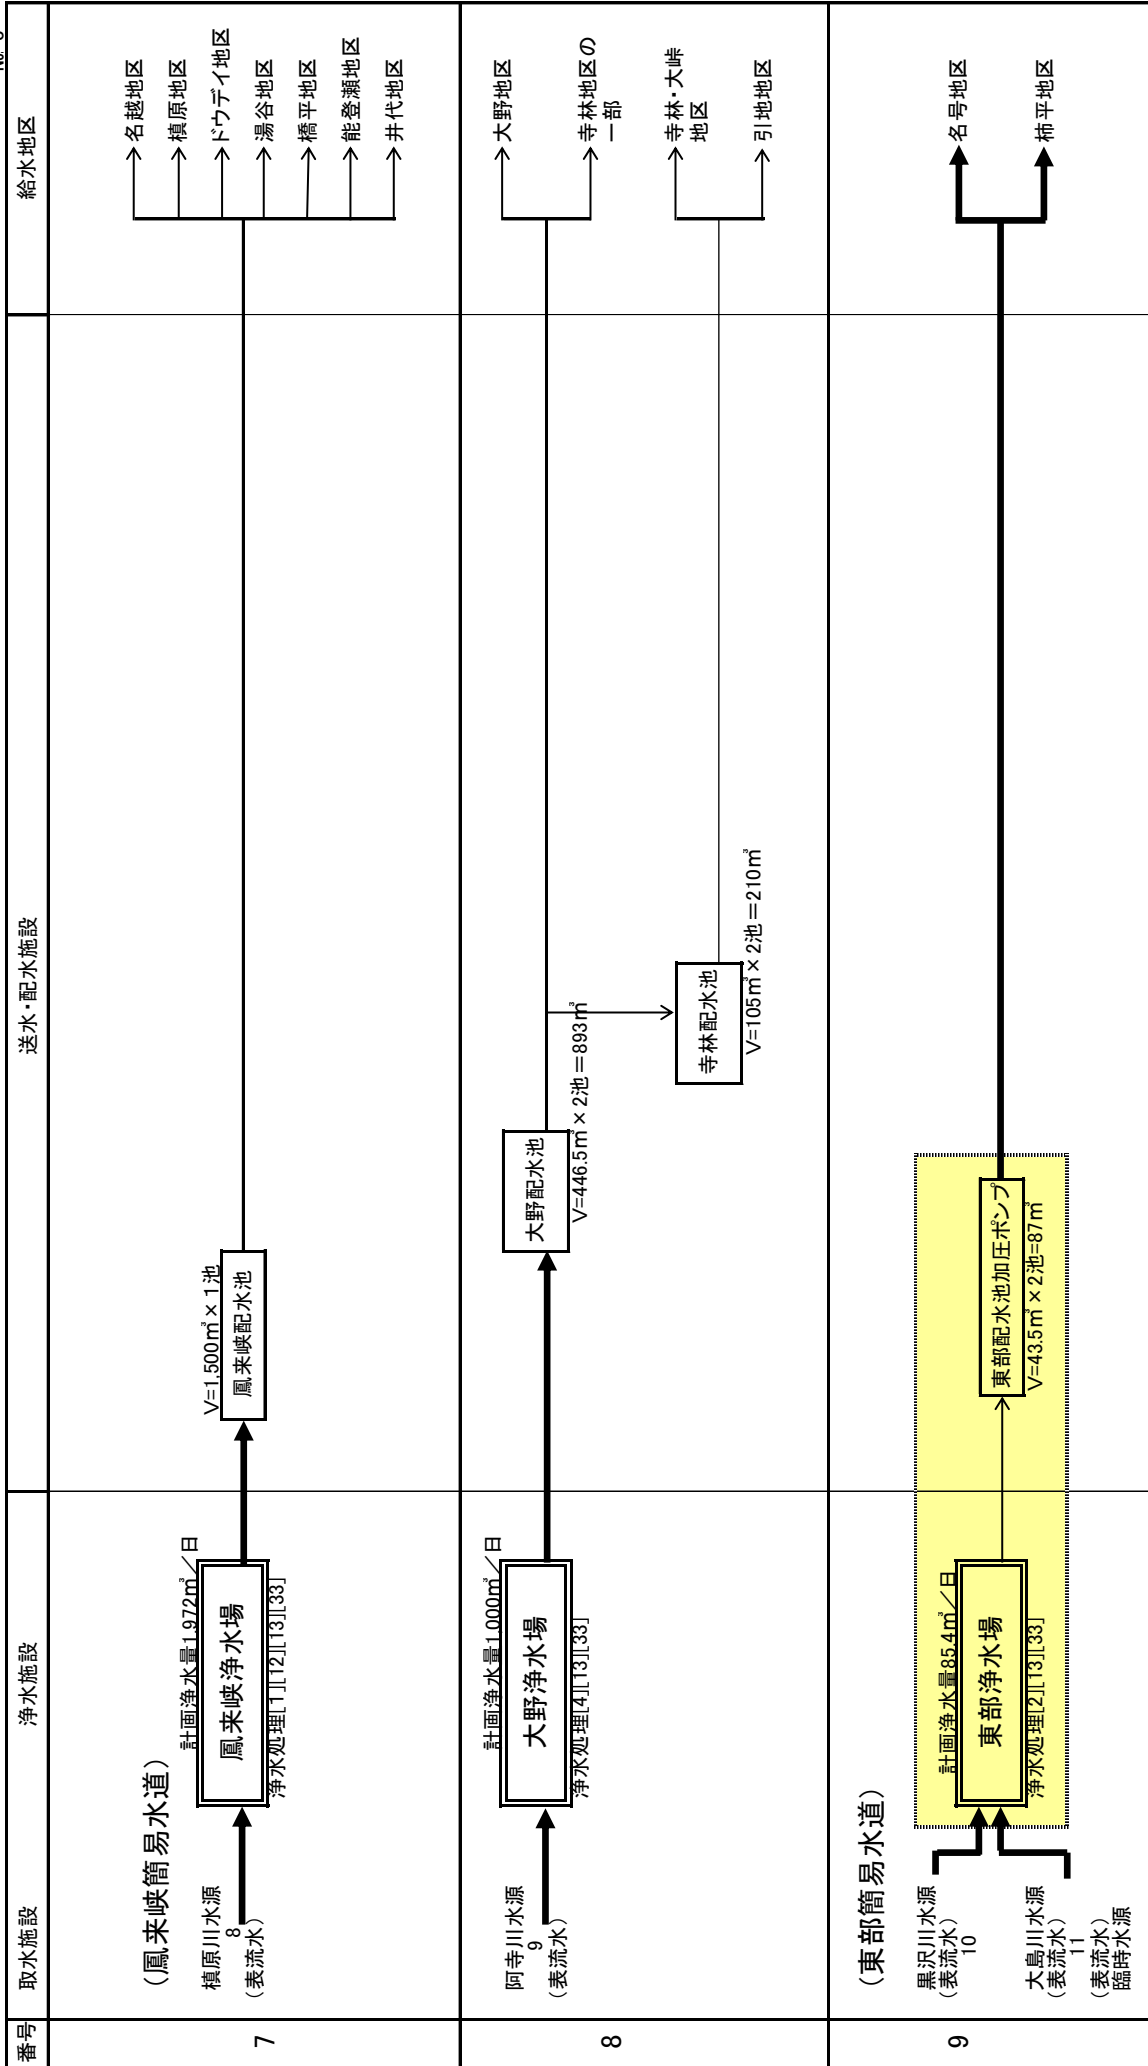 番号
取水施設
浄水施設
送水・配水施設
給水地区
7
(鳳来峡簡易水道)
槙原川水源
8
(表流水)
計画浄水量1,972m³/日
鳳来峡浄水場
浄水処理[1][12][13][33]
V=1,500m³×1池
鳳来峡配水池
名越地区
槙原地区
ドウデイ地区
湯谷地区
橋平地区
能登瀬地区
井代地区
8
阿寺川水源
9
(表流水)
計画浄水量1,000m³/日
大野浄水場
浄水処理[4][13][33]
大野配水池
V=446.5m³×2池=893m³
寺林配水池
V=105m³×2池=210m³
大野地区
寺林地区の
一部
寺林・大峠
地区
引地地区
9
(東部簡易水道)
黒沢川水源
(表流水)
10
大島川水源
(表流水)
11
(表流水)
臨時水源
計画浄水量85.4m³/日
東部浄水場
浄水処理[2][13][33]
東部配水池加圧ポンプ
V=43.5m³×2池=87m³
名号地区
柿平地区